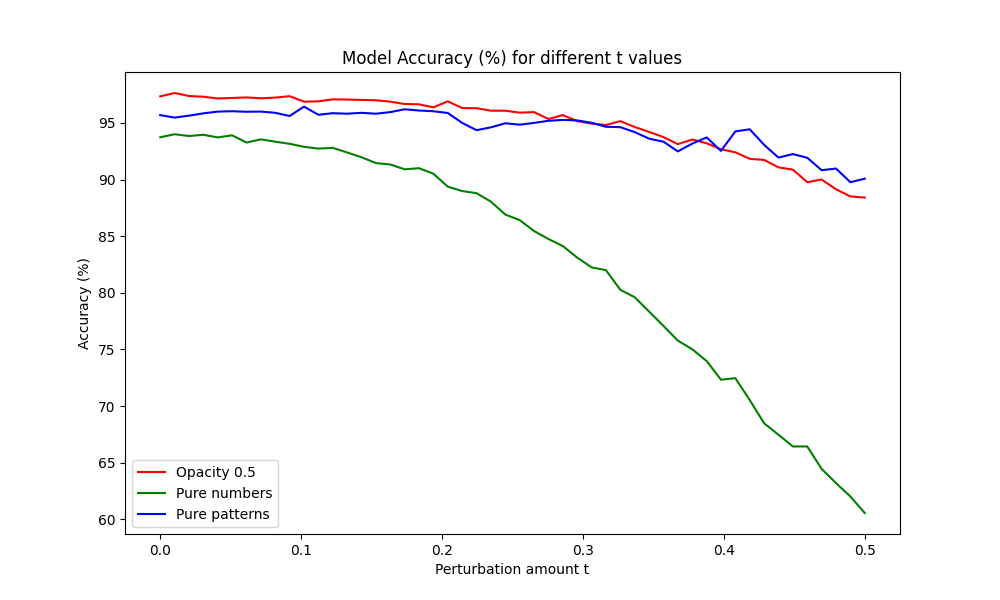 Model Accuracy (%) for different t values
Accuracy (%)
95
90
85
80
75
70
65
60
Opacity 0.5
Pure numbers
Pure patterns
0.0 0.1 0.2 0.3 0.4 0.5
Perturbation amount t